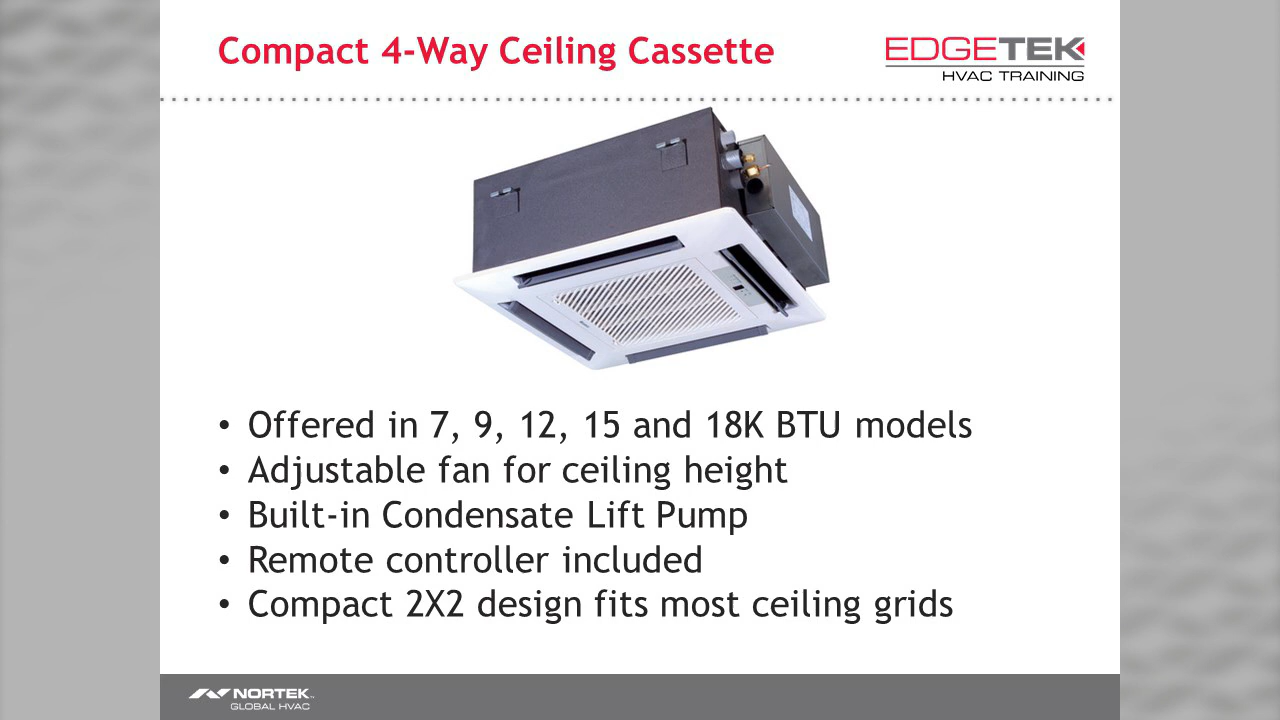 Compact 4-Way Ceiling Cassette
EDGETEK
HVAC TRAINING
• Offered in 7, 9, 12, 15 and 18K BTU models
• Adjustable fan for ceiling height
• Built-in Condensate Lift Pump
• Remote controller included
• Compact 2X2 design fits most ceiling grids
NORTEK
GLOBAL HVAC